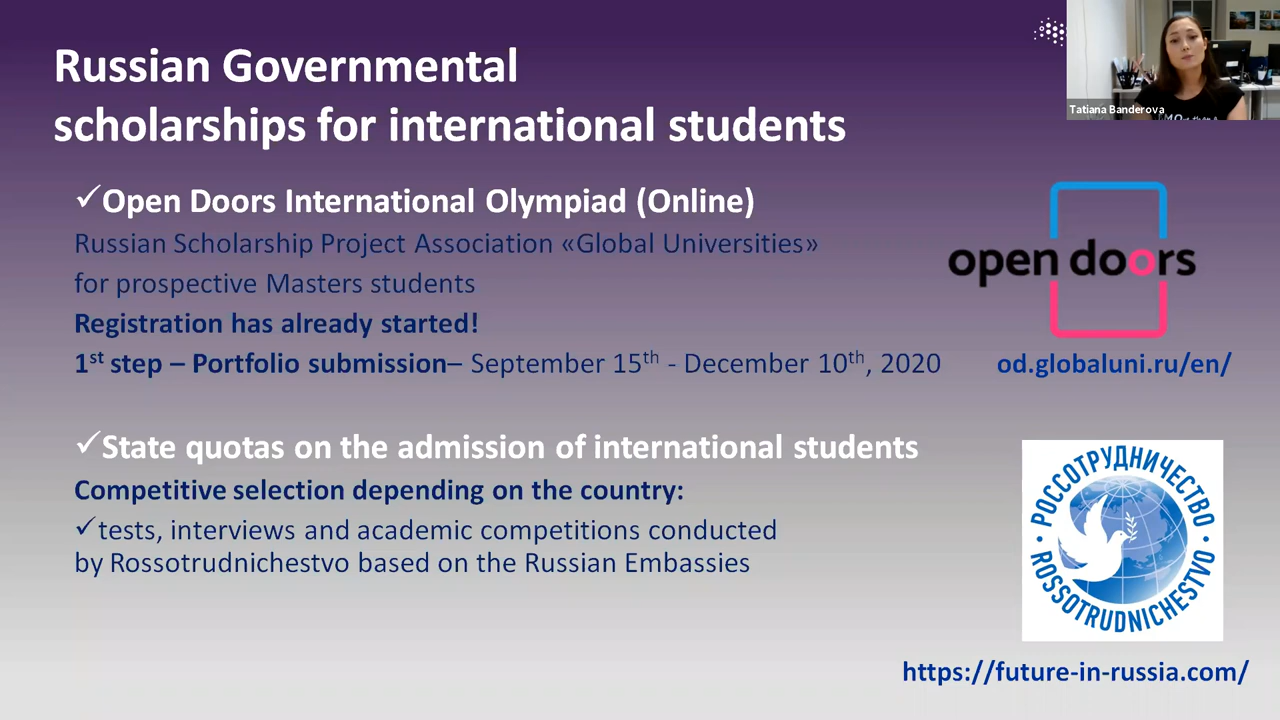 Russian Governmental
scholarships for international students
Tatiana Banderova
✓Open Doors International Olympiad (Online)
Russian Scholarship Project Association «Global Universities»
for prospective Masters students
Registration has already started!
1st step – Portfolio submission– September 15th - December 10th, 2020
open doors
od.globaluni.ru/en/
✓State quotas on the admission of international students
Competitive selection depending on the country:
✓tests, interviews and academic competitions conducted
by Rossotrudnichestvo based on the Russian Embassies
РОССОТРУДНИЧЕСТВО
ROSSOTRUDNICHESTVO
https://future-in-russia.com/